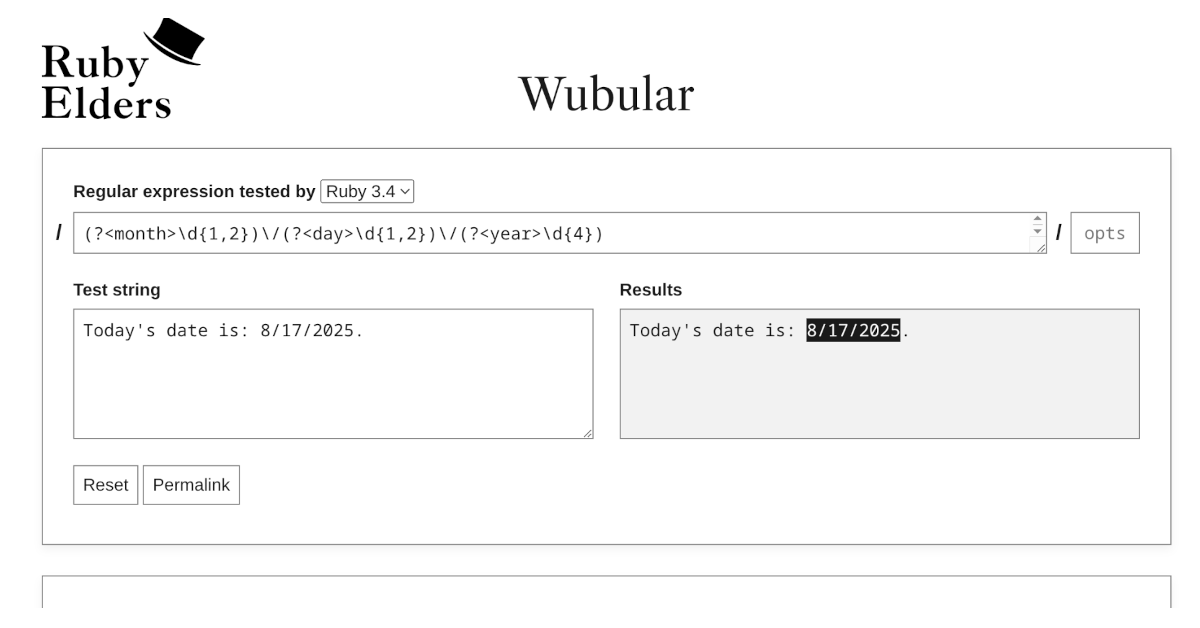 Ruby
Elders
Wubular
Regular expression tested by Ruby 3.4
/ (?<month>\d{1,2})\/(?<day>\d{1,2})\/(?<year>\d{4}) / opts
Test string
Today's date is: 8/17/2025.
Results
Today's date is: 8/17/2025.
Reset Permalink